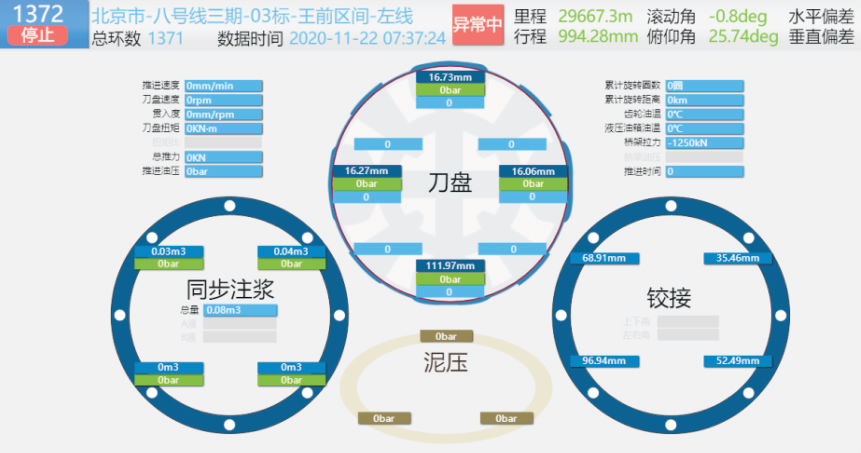 1372
停止
北京市-八号线三期-03标-王前区间-左线
总环数 1371 数据时间 2020-11-22 07:37:24
异常中
里程 29667.3m 滚动角 -0.8deg 水平偏差
行程 994.28mm 俯仰角 25.74deg 垂直偏差
推进速度 0mm/min
刀盘速度 0rpm
贯入度 0mm/rpm
刀盘扭矩 0KN·m
总推力 0KN
推进油压 0bar
16.73mm
0bar
0
0 0
16.27mm
0bar
0
刀盘
16.06mm
0bar
0
0 0
111.97mm
0bar
0
累计旋转圆数 0圆
累计旋转距离 0km
齿轮油温 0℃
液压油箱油温 0℃
桥架拉力 -1250kN
推进时间 0
0.03m3 0.04m3
0bar 0bar
同步注浆
总量 0.08m3
0m3 0m3
0bar 0bar
0bar
泥压
0bar 0bar
68.91mm 35.46mm
铰接
上下角
左右角
96.94mm 52.49mm